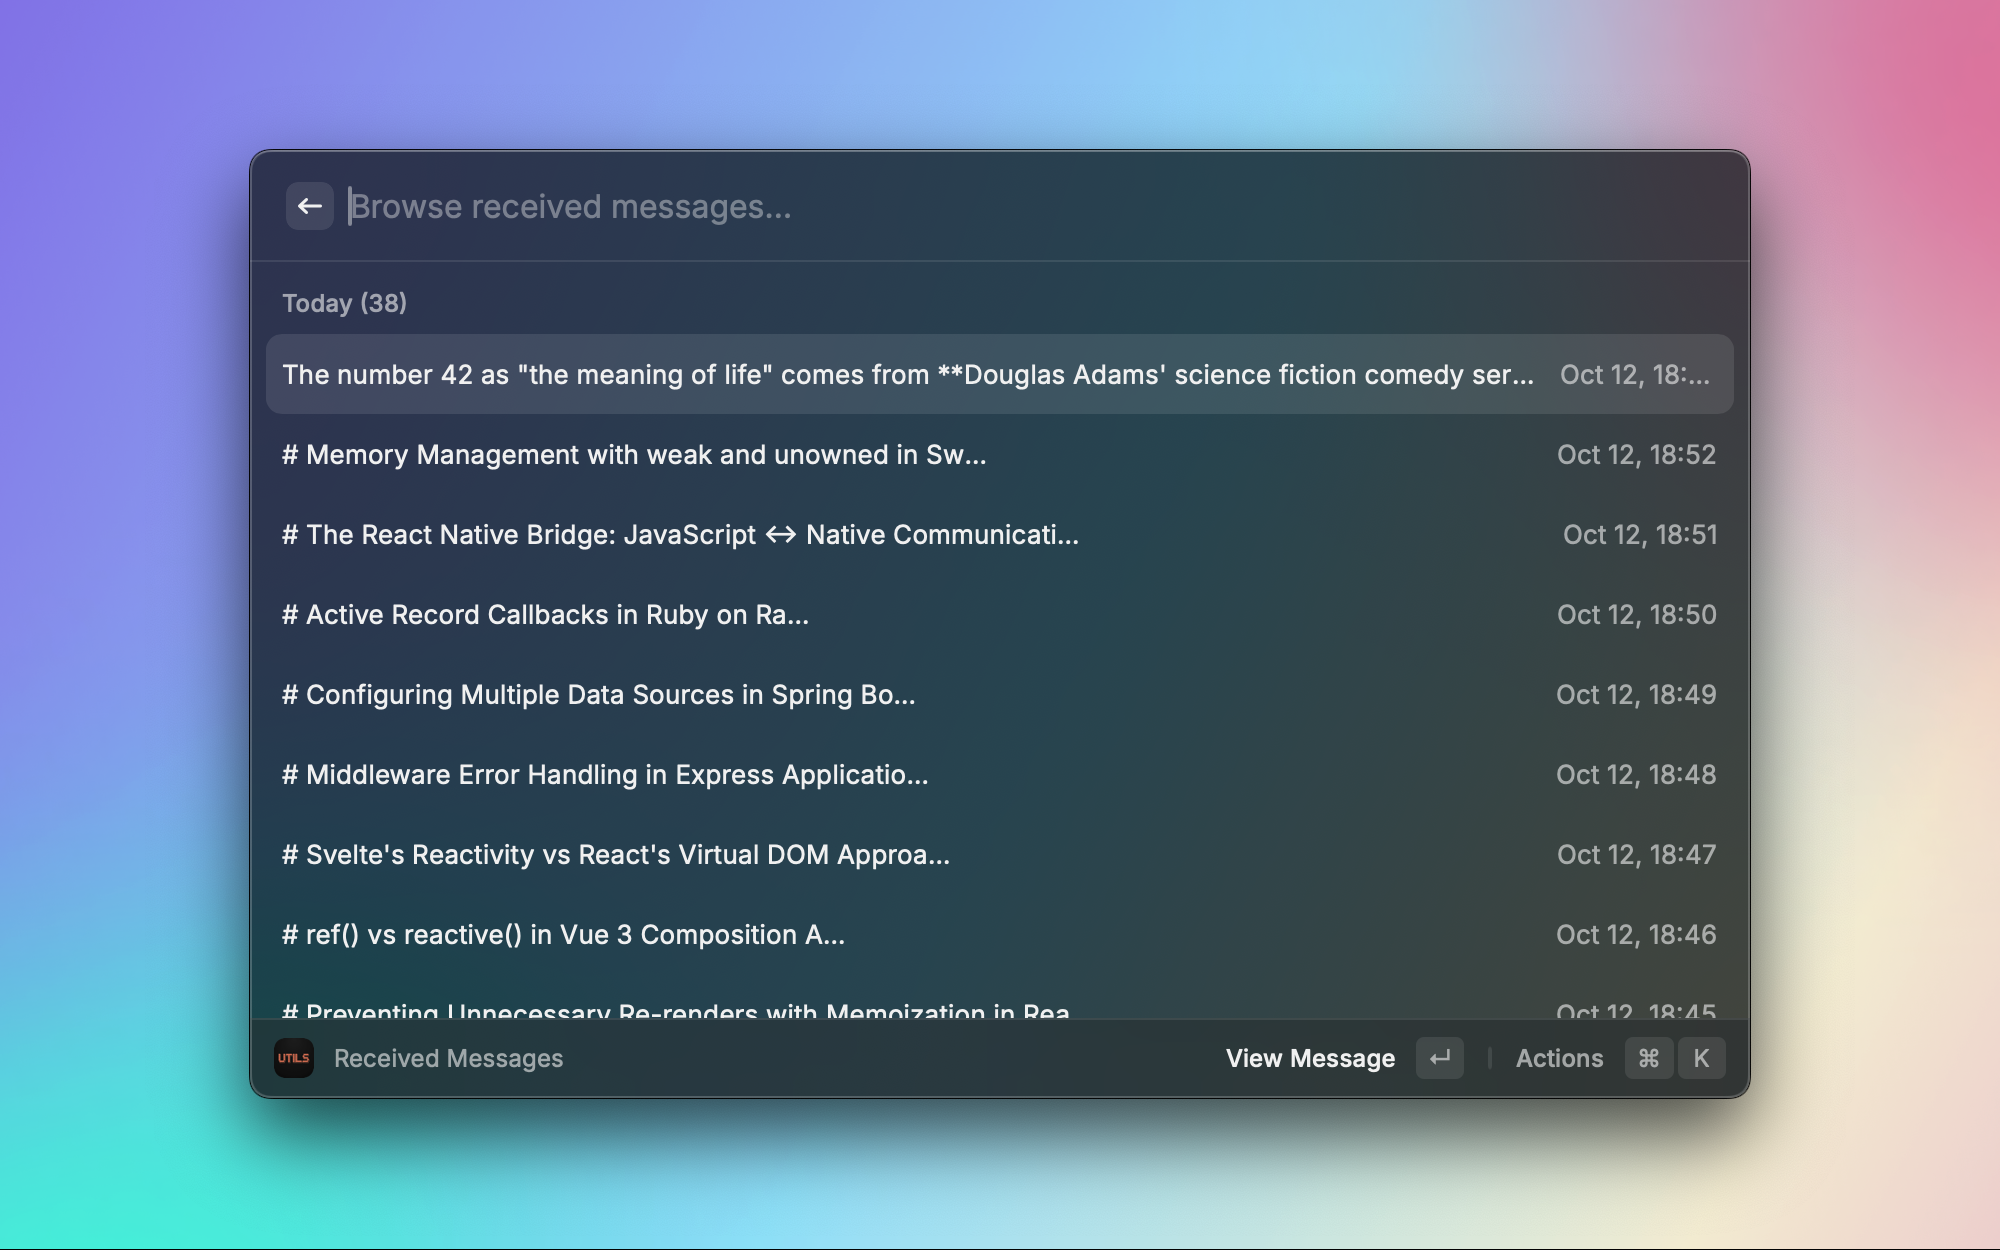 Browse received messages...
Today (38)
The number 42 as "the meaning of life" comes from **Douglas Adams' science fiction comedy ser... Oct 12, 18:...
# Memory Management with weak and unowned in Sw... Oct 12, 18:52
# The React Native Bridge: JavaScript ↔ Native Communicati... Oct 12, 18:51
# Active Record Callbacks in Ruby on Ra... Oct 12, 18:50
# Configuring Multiple Data Sources in Spring Bo... Oct 12, 18:49
# Middleware Error Handling in Express Applicatio... Oct 12, 18:48
# Svelte's Reactivity vs React's Virtual DOM Approa... Oct 12, 18:47
# ref() vs reactive() in Vue 3 Composition A... Oct 12, 18:46
# Preventing Unnecessary Re-renders with Memoization in Rea Oct 12, 18:45
UTILS Received Messages View Message ↵ Actions ⌘ K